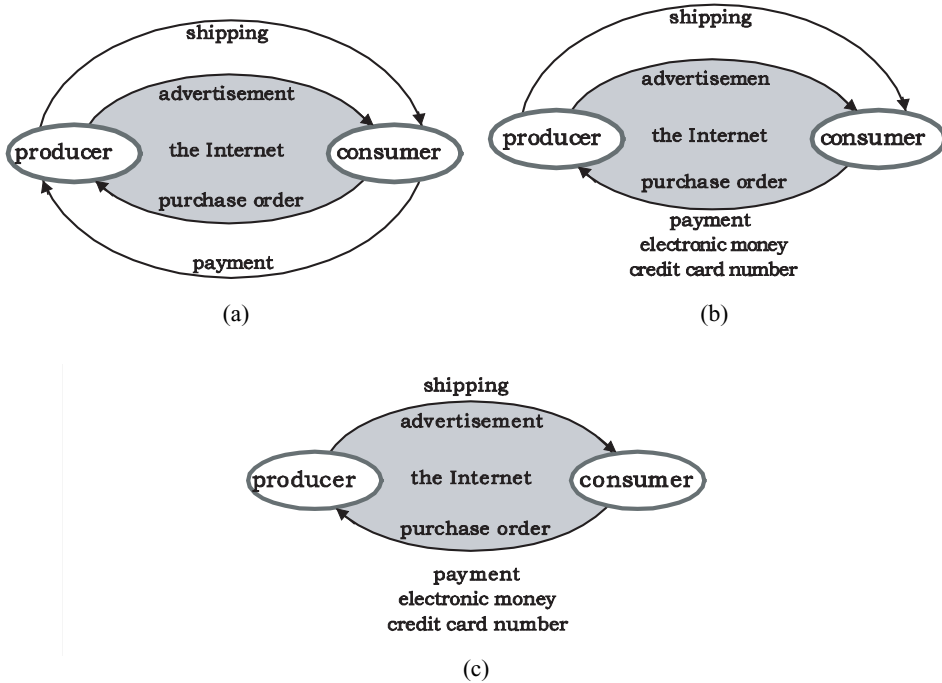 shipping
advertisement
producer
the Internet
consumer
purchase order
payment
(a)
shipping
advertisemen
producer
the Internet
consumer
purchase order
payment
electronic money
credit card number
(b)
shipping
advertisement
producer
the Internet
consumer
purchase order
payment
electronic money
credit card number
(c)